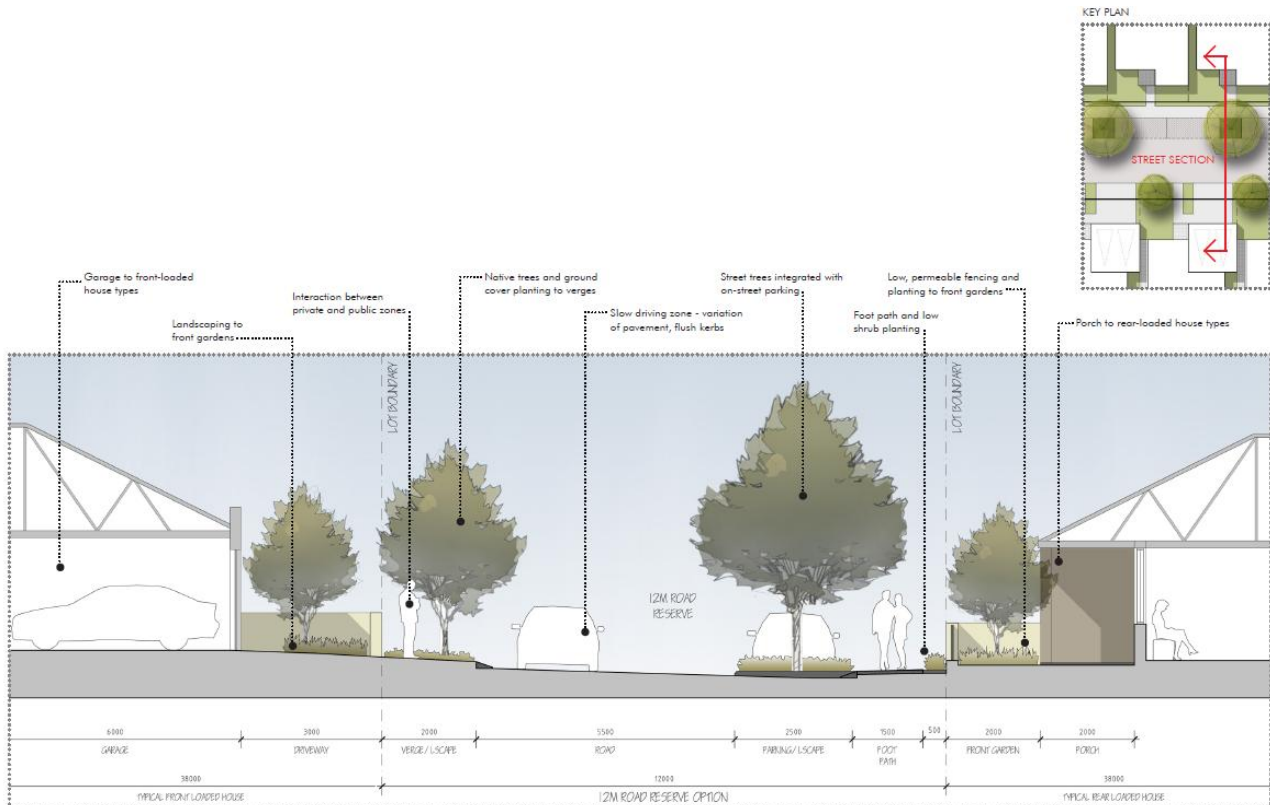 KEY PLAN
STREET SECTION
Garage to front-loaded
house types
Landscaping to
front gardens
Interaction between
private and public zones
Native trees and ground
cover planting to verges
Slow driving zone - variation
of pavement, flush kerbs
Street trees integrated with
on-street parking
Low, permeable fencing and
planting to front gardens
Foot path and low
shrub planting
Porch to rear-loaded house types
LOT BOUNDARY
LOT BOUNDARY
12M ROAD
RESERVE
6000
3000
2000
5500
2500
1500
500
2000
2000
GARAGE
DRIVEWAY
VERGE / LSCAPE
ROAD
PARKING / LSCAPE
FOOT
PATH
FRONT GARDEN
PORCH
38000
12000
38000
TYPICAL FRONT LOADED HOUSE
12M ROAD RESERVE OPTION
TYPICAL REAR LOADED HOUSE